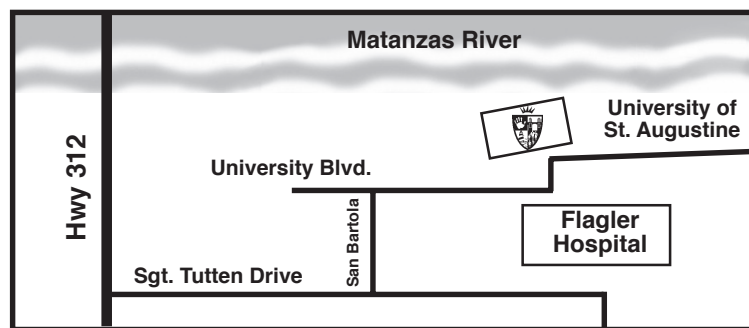 Matanzas River
University of
St. Augustine
Hwy 312
University Blvd.
San Bartola
Flagler
Hospital
Sgt. Tutten Drive